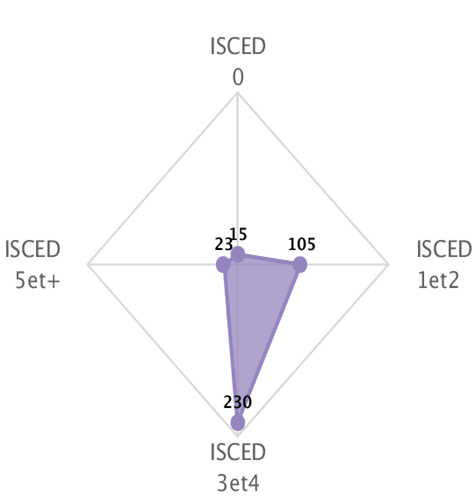 ISCED
0
15
23
105
ISCED
5et+
ISCED
1et2
230
ISCED
3et4